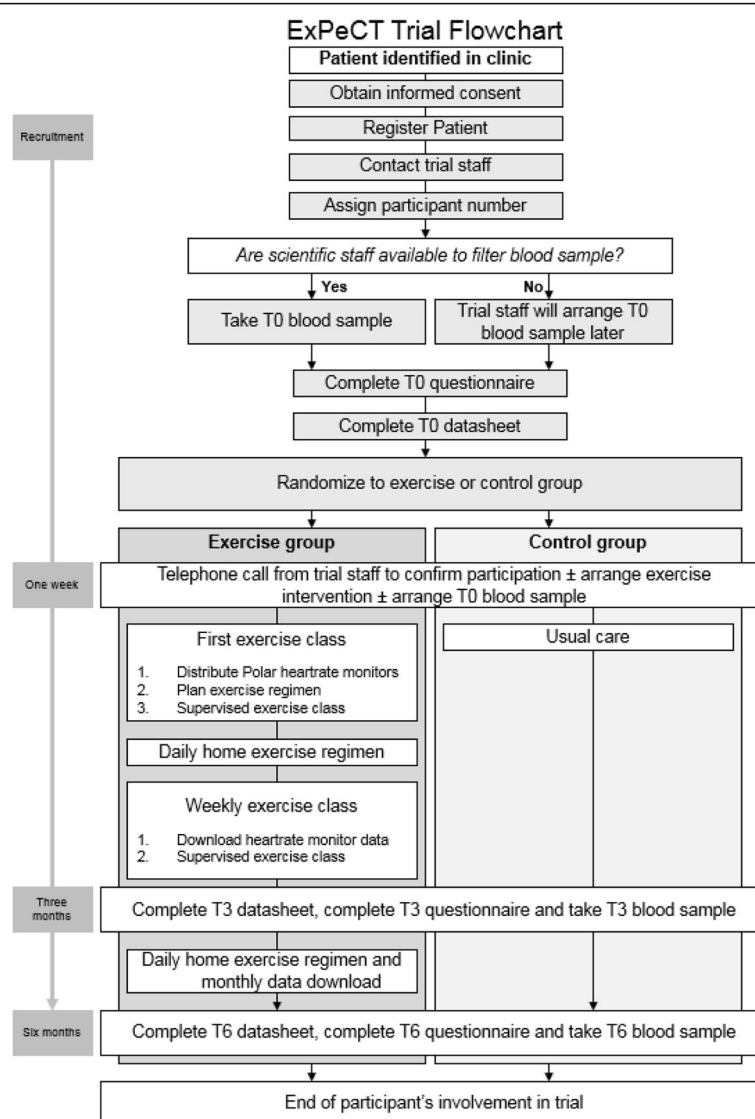 ExPeCT Trial Flowchart
Patient identified in clinic
Obtain informed consent
Recruitment
Register Patient
Contact trial staff
Assign participant number
Are scientific staff available to filter blood sample?
Yes
No
Take T0 blood sample
Trial staff will arrange T0
blood sample later
Complete T0 questionnaire
Complete T0 datasheet
Randomize to exercise or control group
Exercise group
Control group
One week
Telephone call from trial staff to confirm participation ± arrange exercise
intervention ± arrange T0 blood sample
First exercise class
1. Distribute Polar heartrate monitors
2. Plan exercise regimen
3. Supervised exercise class
Usual care
Daily home exercise regimen
Weekly exercise class
1. Download heartrate monitor data
2. Supervised exercise class
Three
months
Complete T3 datasheet, complete T3 questionnaire and take T3 blood sample
Daily home exercise regimen and
monthly data download
Six months
Complete T6 datasheet, complete T6 questionnaire and take T6 blood sample
End of participant's involvement in trial